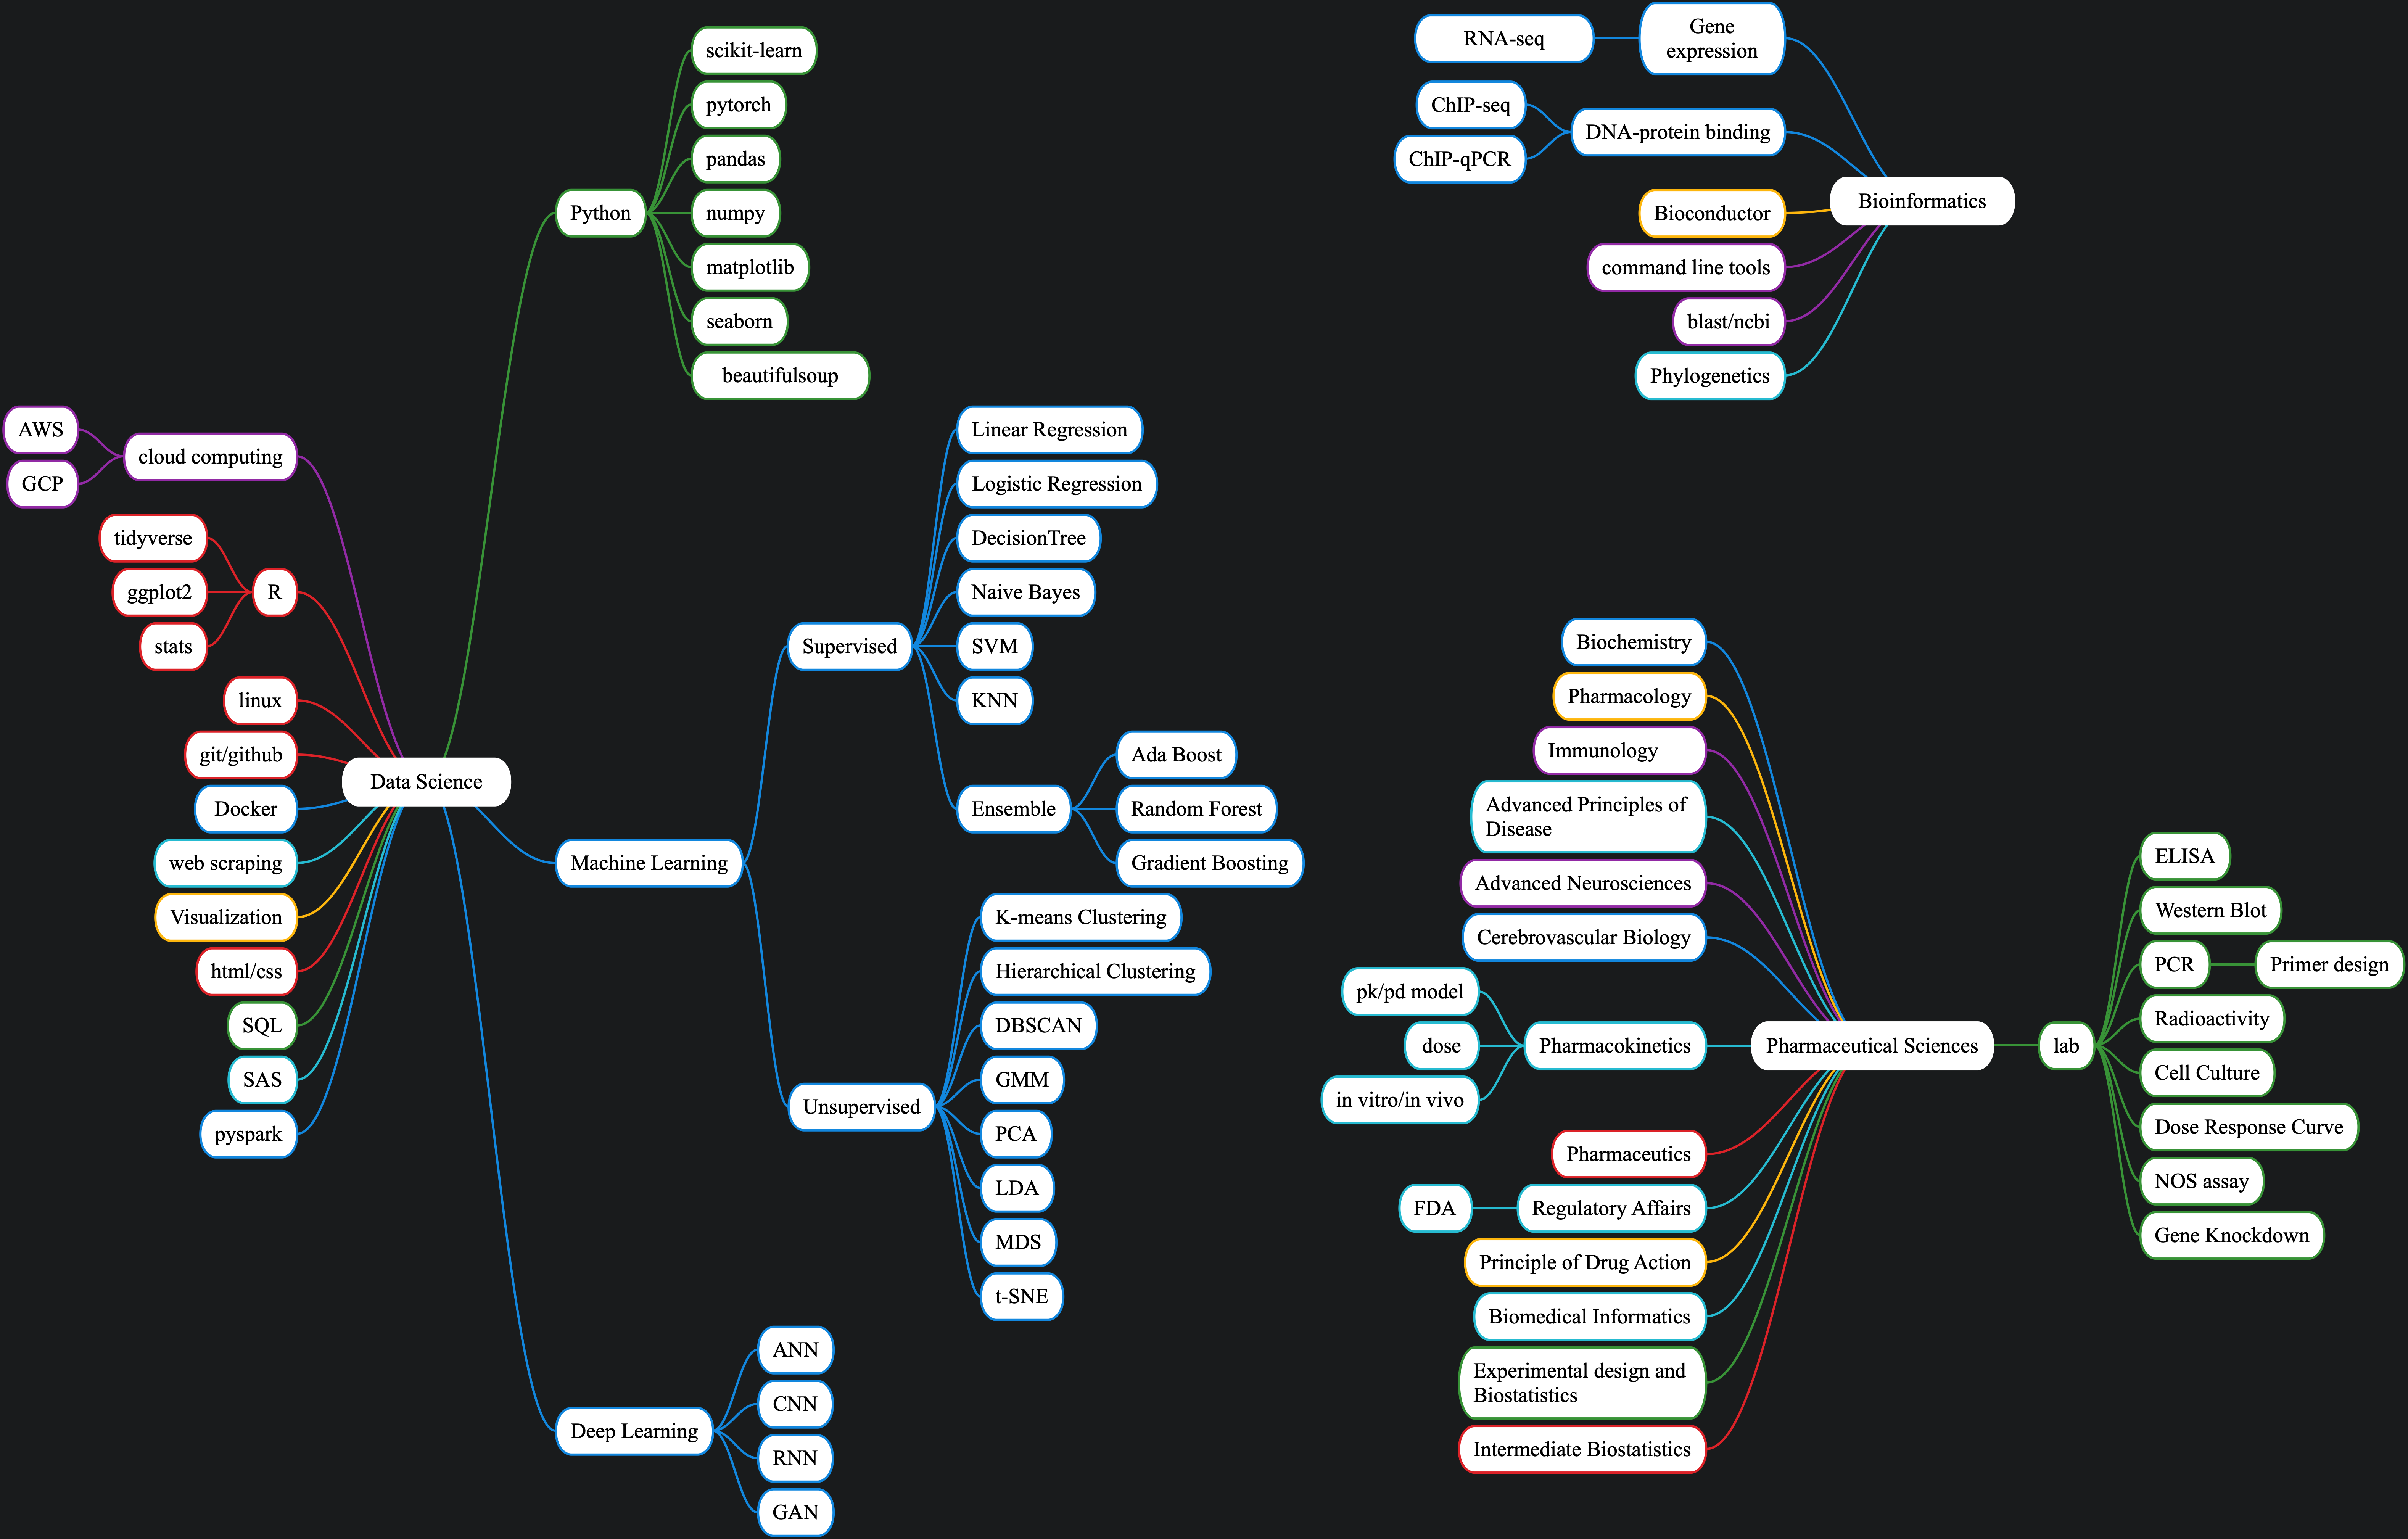 scikit-learn
pytorch
pandas
Python
numpy
matplotlib
seaborn
beautifulsoup
AWS
cloud computing
GCP
tidyverse
ggplot2
R
stats
linux
git/github
Data Science
Docker
web scraping
Visualization
html/css
SQL
SAS
pyspark
Linear Regression
Logistic Regression
DecisionTree
Naive Bayes
Supervised
SVM
KNN
Ada Boost
Ensemble
Random Forest
Gradient Boosting
Machine Learning
K-means Clustering
Hierarchical Clustering
DBSCAN
GMM
Unsupervised
PCA
LDA
MDS
t-SNE
ANN
CNN
Deep Learning
RNN
GAN
RNA-seq
Gene
expression
ChIP-seq
DNA-protein binding
ChIP-qPCR
Bioinformatics
Bioconductor
command line tools
blast/ncbi
Phylogenetics
Biochemistry
Pharmacology
Immunology
Advanced Principles of
Disease
Advanced Neurosciences
Cerebrovascular Biology
pk/pd model
dose
Pharmacokinetics
in vitro/in vivo
Pharmaceutical Sciences
Pharmaceutics
FDA
Regulatory Affairs
Principle of Drug Action
Biomedical Informatics
Experimental design and
Biostatistics
Intermediate Biostatistics
lab
ELISA
Western Blot
PCR
Primer design
Radioactivity
Cell Culture
Dose Response Curve
NOS assay
Gene Knockdown